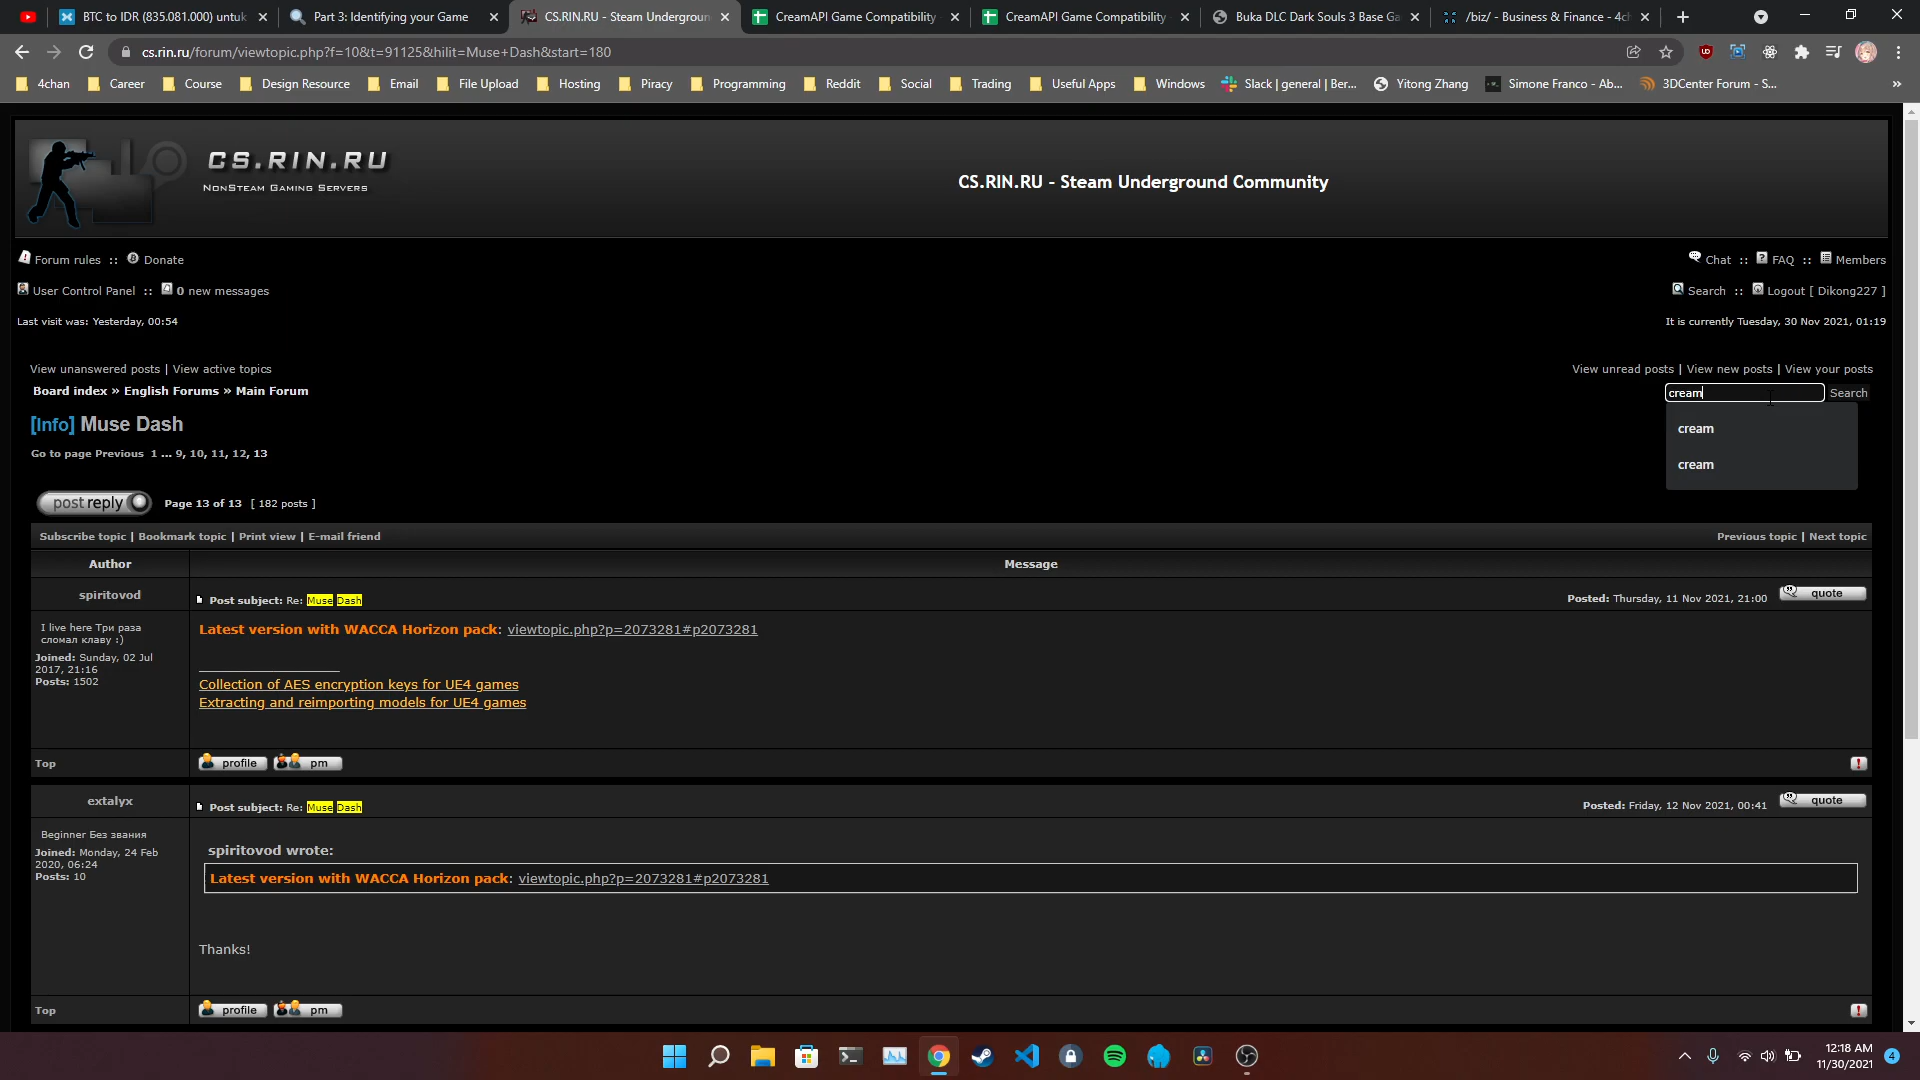 BTC to IDR (835.081.000) untuk
Part 3: Identifying your Game
CS.RIN.RU - Steam Undergroun
CreamAPI Game Compatibility
CreamAPI Game Compatibility
Buka DLC Dark Souls 3 Base Ga
/biz/ - Business & Finance - 4ch
cs.rin.ru/forum/viewtopic.php?f=10&t=91125&hilit=Muse+Dash&start=180
4chan
Career
Course
Design Resource
Email
File Upload
Hosting
Piracy
Programming
Reddit
Social
Trading
Useful Apps
Windows
Slack | general | Ber...
Yitong Zhang
Simone Franco - Ab...
3DCenter Forum - S...
»
CS.RIN.RU
NonSteam Gaming Servers
CS.RIN.RU - Steam Underground Community
Forum rules :: Donate
Chat :: FAQ :: Members
User Control Panel :: 0 new messages
Search :: Logout [ Dikong227 ]
Last visit was: Yesterday, 00:54
It is currently Tuesday, 30 Nov 2021, 01:19
View unanswered posts | View active topics
View unread posts | View new posts | View your posts
Board index » English Forums » Main Forum
cream
Search
cream
cream
[Info] Muse Dash
Go to page Previous 1 ... 9, 10, 11, 12, 13
post reply
Page 13 of 13 [ 182 posts ]
Subscribe topic | Bookmark topic | Print view | E-mail friend
Previous topic | Next topic
Author
Message
spiritovod
Post subject: Re: Muse Dash
Posted: Thursday, 11 Nov 2021, 21:00
quote
I live here Три раза
сломал клаву :)
Joined: Sunday, 02 Jul
2017, 21:16
Posts: 1502
Latest version with WACCA Horizon pack: viewtopic.php?p=2073281#p2073281
Collection of AES encryption keys for UE4 games
Extracting and reimporting models for UE4 games
Top
profile
pm
extalyx
Post subject: Re: Muse Dash
Posted: Friday, 12 Nov 2021, 00:41
quote
Beginner Без звания
Joined: Monday, 24 Feb
2020, 06:24
Posts: 10
spiritovod wrote:
Latest version with WACCA Horizon pack: viewtopic.php?p=2073281#p2073281
Thanks!
Top
profile
pm
12:18 AM
11/30/2021
4